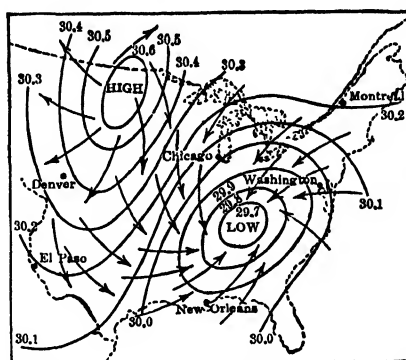 30.4
30.5
30.6
30.5
30.4
30.3
30.3
HIGH
Montreal
30.2
Chicago
Denver
Washington
29.9
29.8
29.7
30.1
LOW
30.2
El Paso
New Orleans
30.1
30.0
30.0